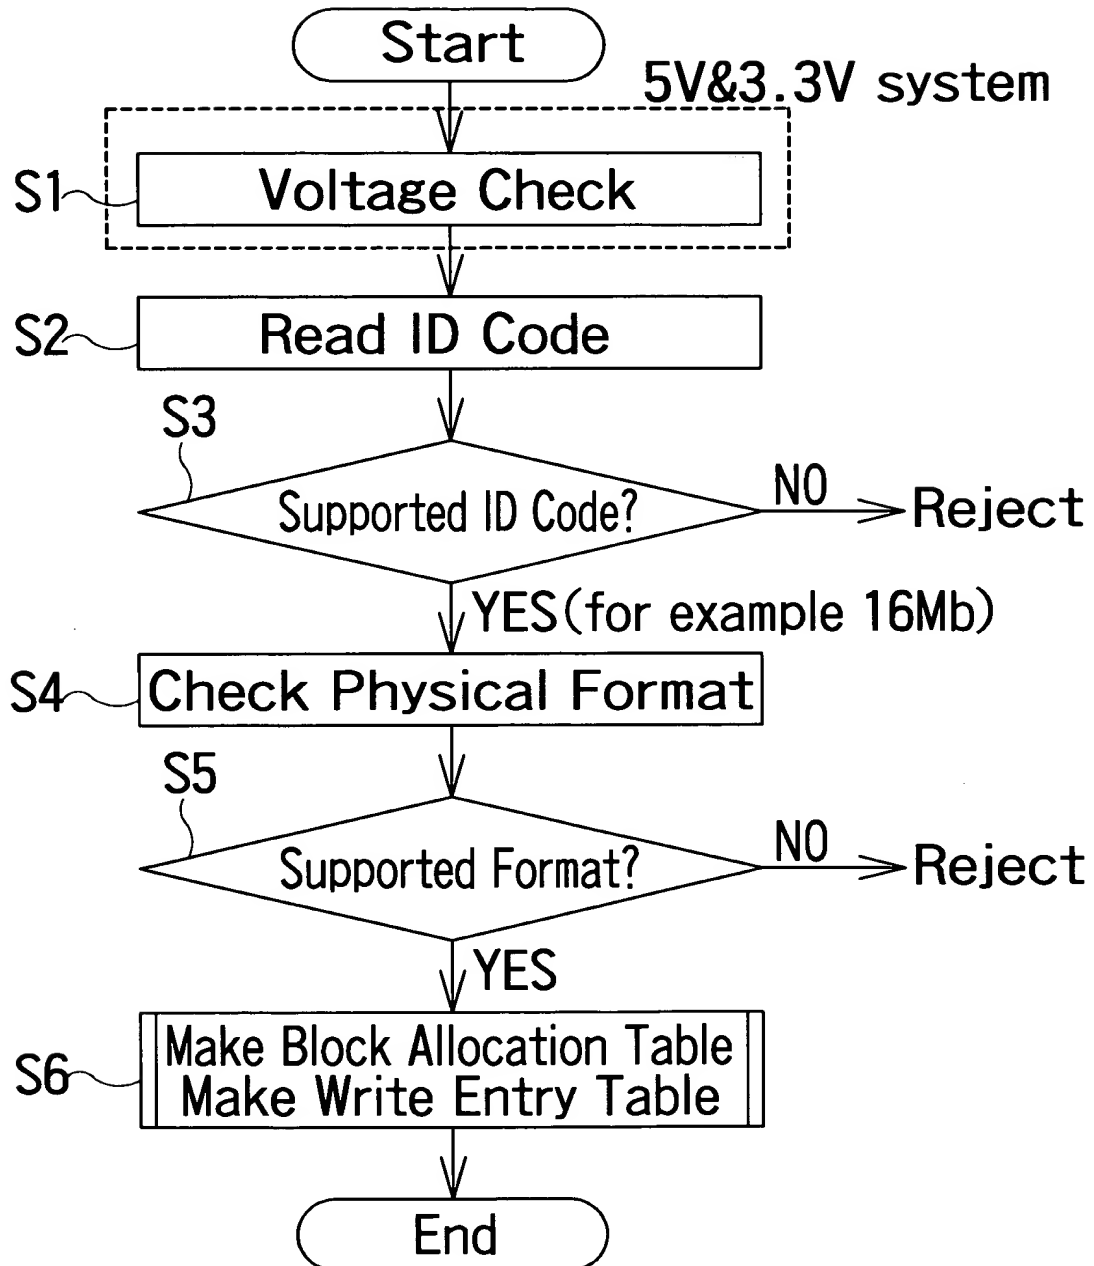 Start
5V&3.3V system
S1
Voltage Check
S2
Read ID Code
S3
Supported ID Code?
NO
Reject
YES(for example 16Mb)
S4
Check Physical Format
S5
Supported Format?
NO
Reject
YES
S6
Make Block Allocation Table
Make Write Entry Table
End